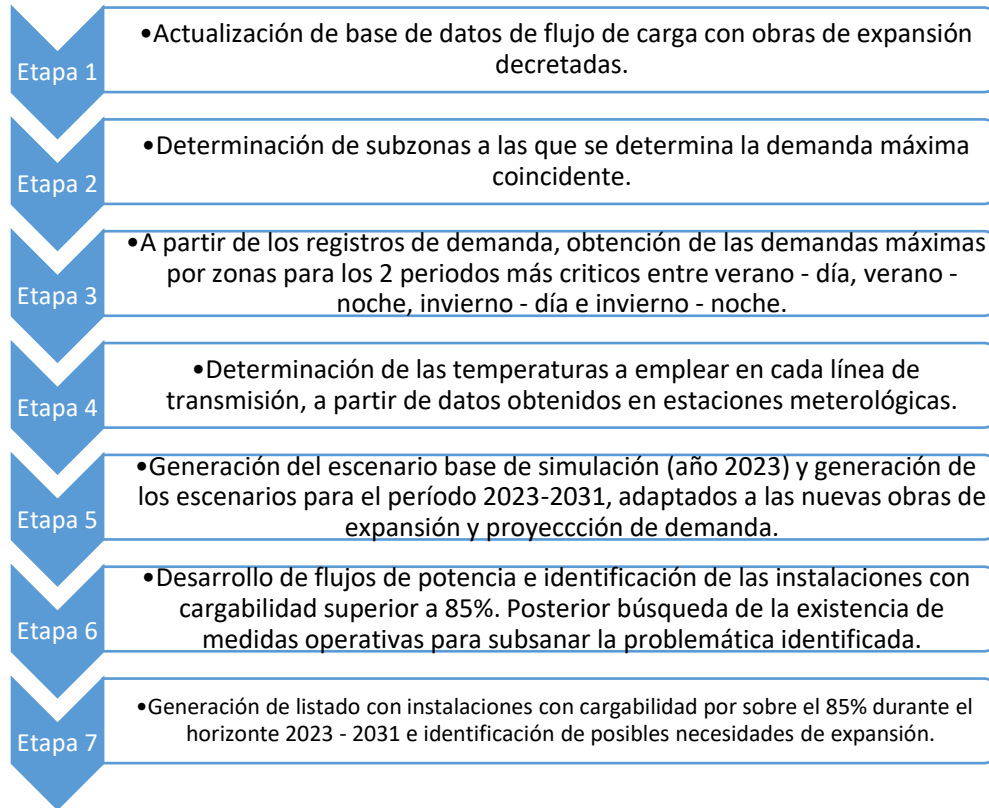 Etapa 1
•Actualización de base de datos de flujo de carga con obras de expansión
decretadas.
Etapa 2
•Determinación de subzonas a las que se determina la demanda máxima
coincidente.
Etapa 3
•A partir de los registros de demanda, obtención de las demandas máximas
por zonas para los 2 periodos más criticos entre verano - día, verano -
noche, invierno - día e invierno - noche.
Etapa 4
•Determinación de las temperaturas a emplear en cada línea de
transmisión, a partir de datos obtenidos en estaciones meterológicas.
Etapa 5
•Generación del escenario base de simulación (año 2023) y generación de
los escenarios para el período 2023-2031, adaptados a las nuevas obras de
expansión y proyeccción de demanda.
Etapa 6
•Desarrollo de flujos de potencia e identificación de las instalaciones con
cargabilidad superior a 85%. Posterior búsqueda de la existencia de
medidas operativas para subsanar la problemática identificada.
Etapa 7
•Generación de listado con instalaciones con cargabilidad por sobre el 85% durante el
horizonte 2023 - 2031 e identificación de posibles necesidades de expansión.